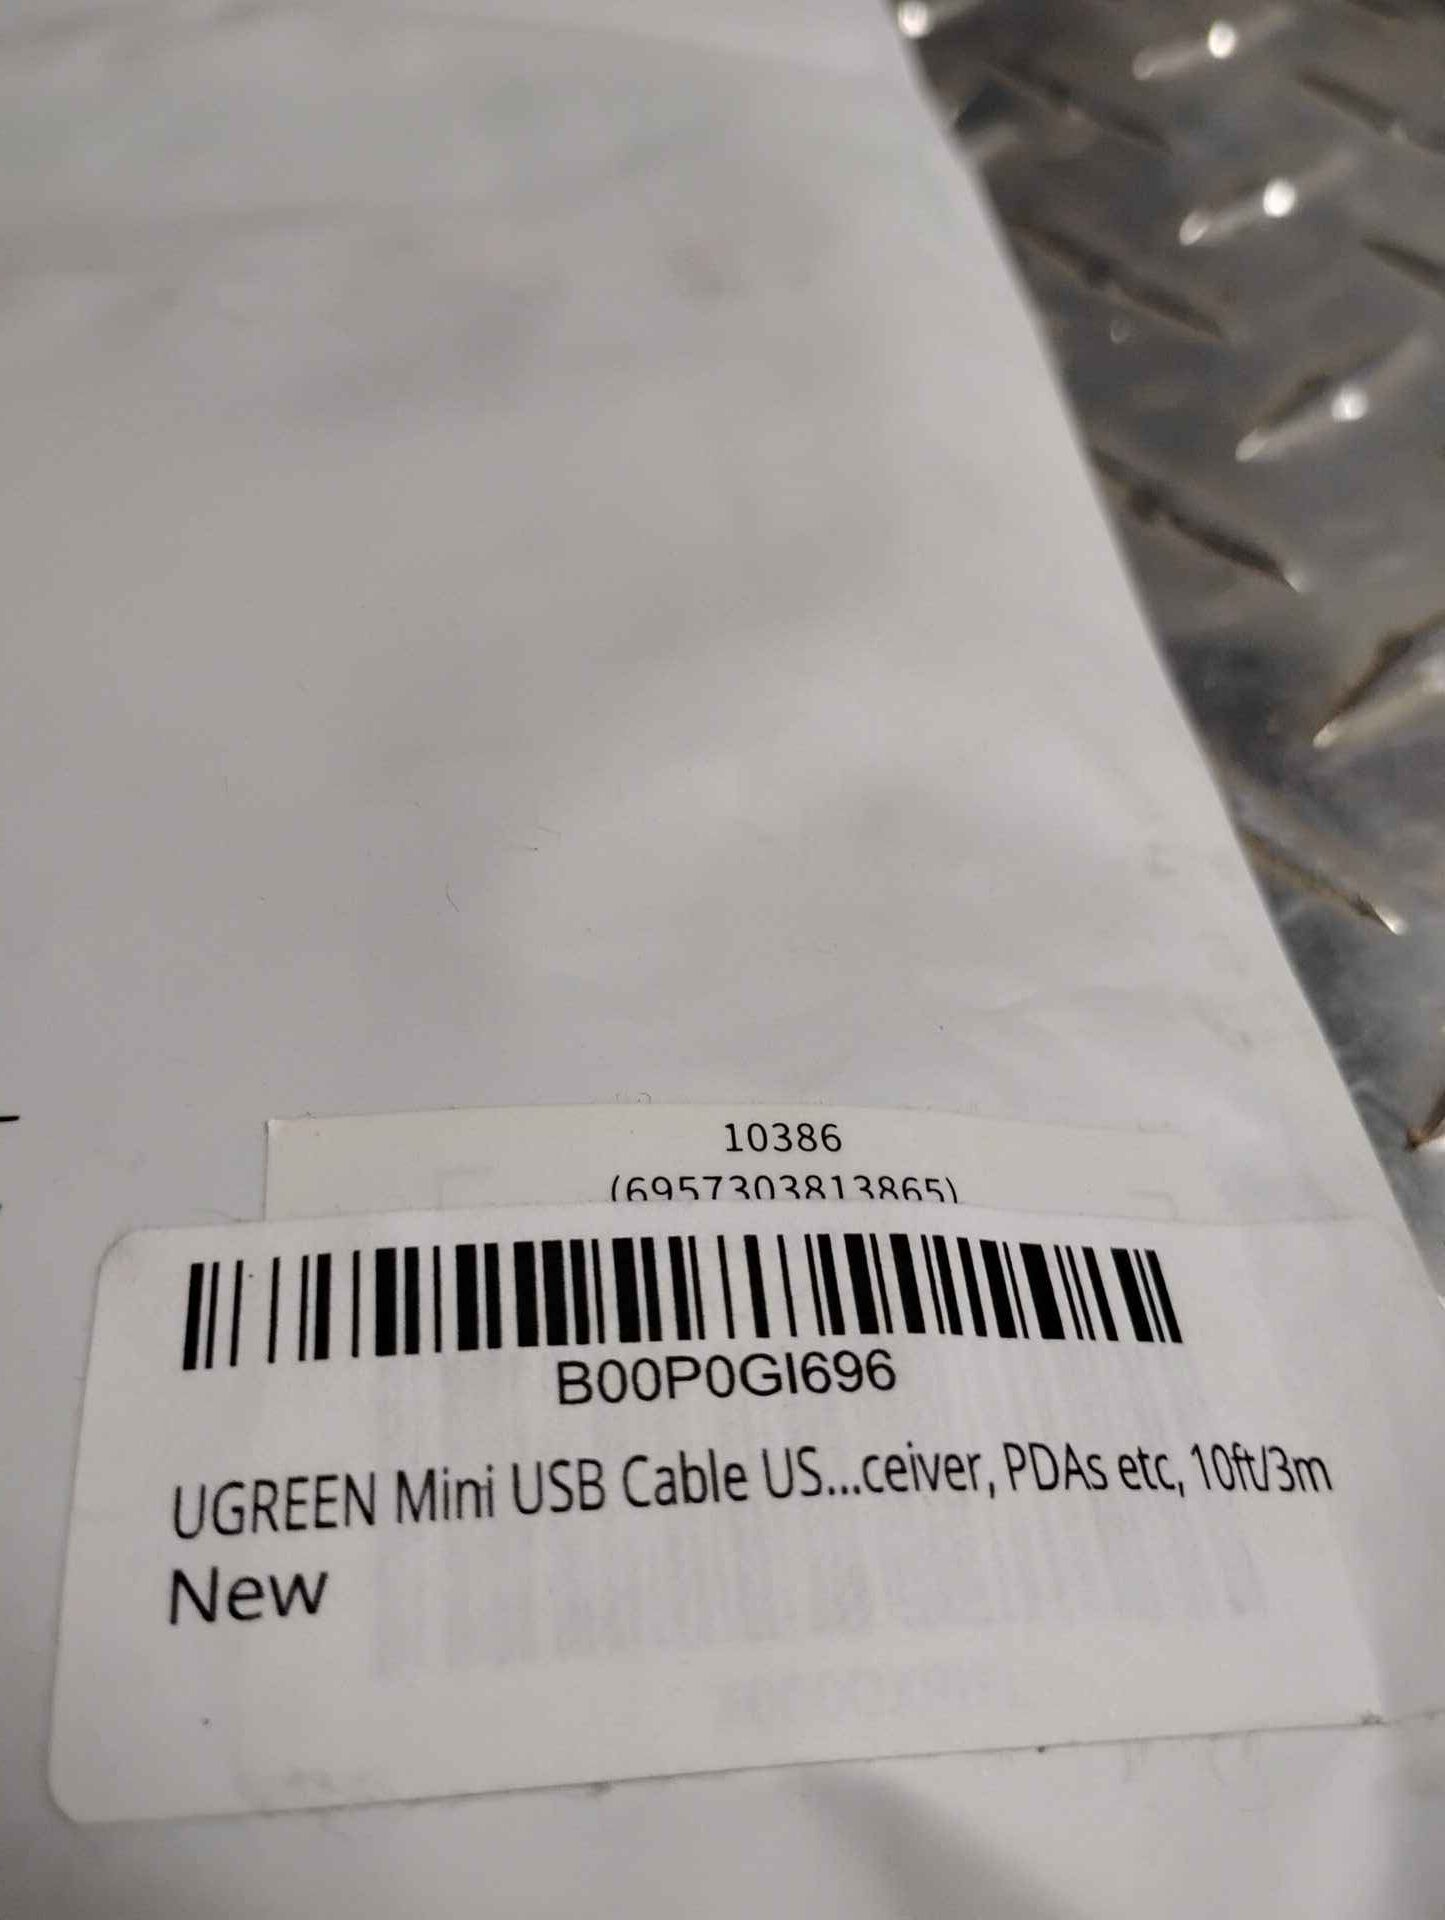 10386
(6957303813865)
B00P0GI696
UGREEN Mini USB Cable US...ceiver, PDAs etc, 10ft/3m
New